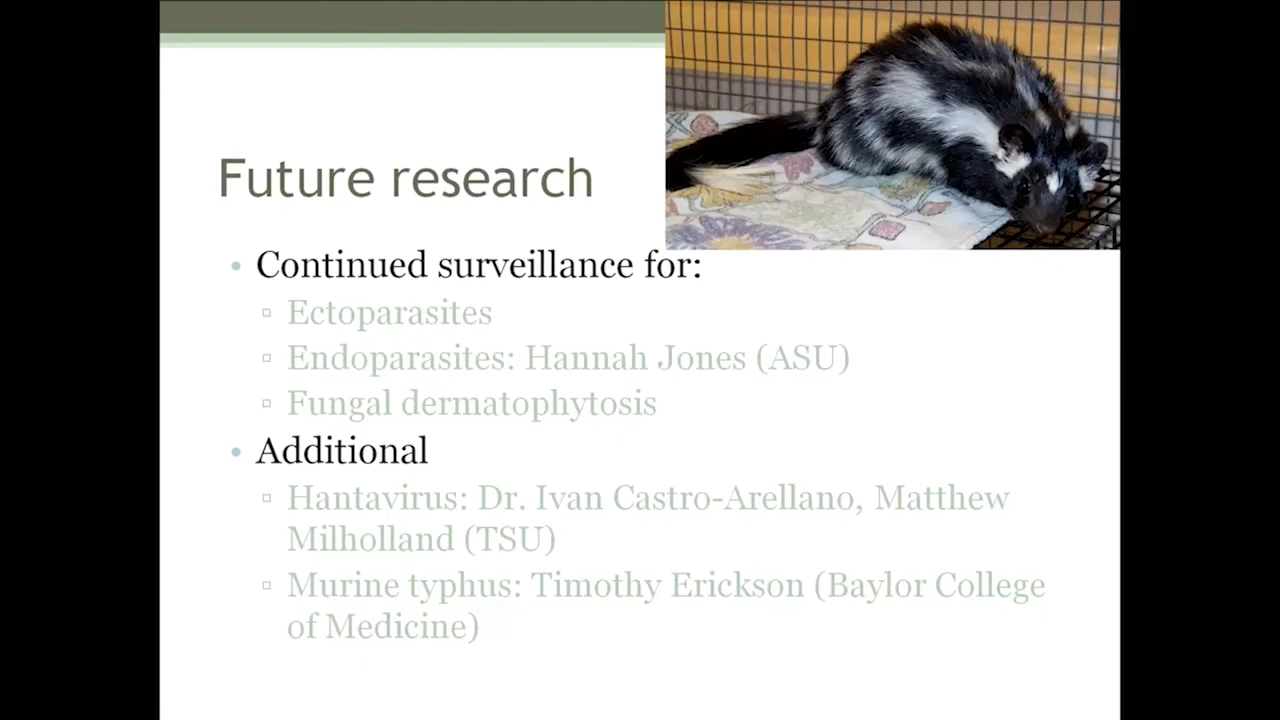 Future research
• Continued surveillance for:
▫ Ectoparasites
▫ Endoparasites: Hannah Jones (ASU)
▫ Fungal dermatophytosis
• Additional
▫ Hantavirus: Dr. Ivan Castro-Arellano, Matthew
Milholland (TSU)
▫ Murine typhus: Timothy Erickson (Baylor College
of Medicine)